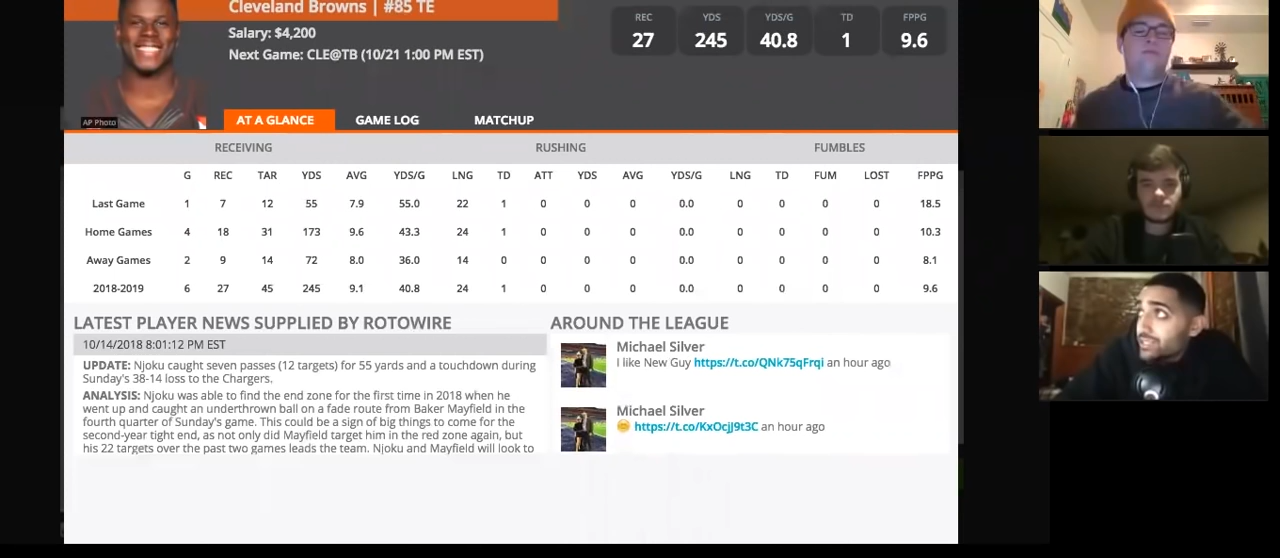 Cleveland Browns | #85 TE
Salary: $4,200
Next Game: CLE@TB (10/21 1:00 PM EST)
REC YDS YDS/G TD FPPG
27 245 40.8 1 9.6
AP Photo
AT A GLANCE GAME LOG MATCHUP
RECEIVING RUSHING FUMBLES
G REC TAR YDS AVG YDS/G LNG TD ATT YDS AVG YDS/G LNG TD FUM LOST FPPG
Last Game 1 7 12 55 7.9 55.0 22 1 0 0 0 0.0 0 0 0 0 18.5
Home Games 4 18 31 173 9.6 43.3 24 1 0 0 0 0.0 0 0 0 0 10.3
Away Games 2 9 14 72 8.0 36.0 14 0 0 0 0 0.0 0 0 0 0 8.1
2018-2019 6 27 45 245 9.1 40.8 24 1 0 0 0 0.0 0 0 0 0 9.6
LATEST PLAYER NEWS SUPPLIED BY ROTOWIRE
10/14/2018 8:01:12 PM EST
UPDATE: Njoku caught seven passes (12 targets) for 55 yards and a touchdown during
Sunday's 38-14 loss to the Chargers.
ANALYSIS: Njoku was able to find the end zone for the first time in 2018 when he
went up and caught an underthrown ball on a fade route from Baker Mayfield in the
fourth quarter of Sunday's game. This could be a sign of big things to come for the
second-year tight end, as not only did Mayfield target him in the red zone again, but
his 22 targets over the past two games leads the team. Njoku and Mayfield will look to
AROUND THE LEAGUE
Michael Silver
I like New Guy https://t.co/QNk75qFrqi an hour ago
Michael Silver
https://t.co/KxOcjJ9t3C an hour ago